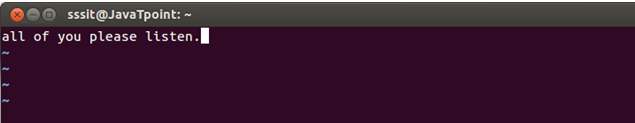 sssit@JavaTpoint: ~
all of you please listen.
~
~
~
~